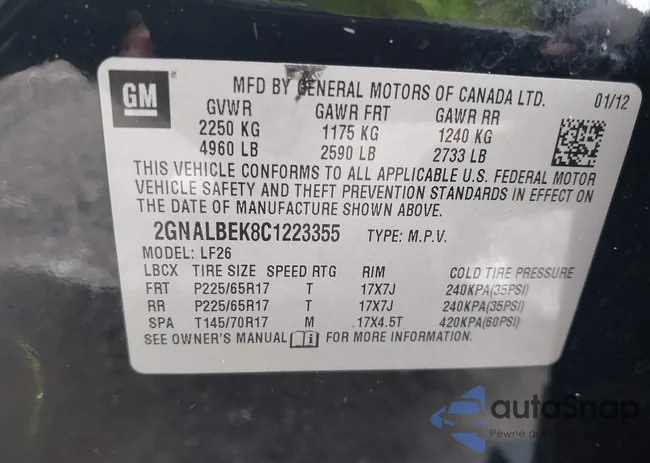 GM
MFD BY GENERAL MOTORS OF CANADA LTD. 01/12
GVWR GAWR FRT GAWR RR
2250 KG 1175 KG 1240 KG
4960 LB 2590 LB 2733 LB
THIS VEHICLE CONFORMS TO ALL APPLICABLE U.S. FEDERAL MOTOR
VEHICLE SAFETY AND THEFT PREVENTION STANDARDS IN EFFECT ON
THE DATE OF MANUFACTURE SHOWN ABOVE.
2GNALBEK8C1223355 TYPE: M.P.V.
MODEL: LF26
LBCX TIRE SIZE SPEED RTG RIM COLD TIRE PRESSURE
FRT P225/65R17 T 17X7J 240KPA(35PSI)
RR P225/65R17 T 17X7J 240KPA(35PSI)
SPA T145/70R17 M 17X4.5T 420KPA(60PSI)
SEE OWNER'S MANUAL FOR MORE INFORMATION.
autoSnap
Pewne auto